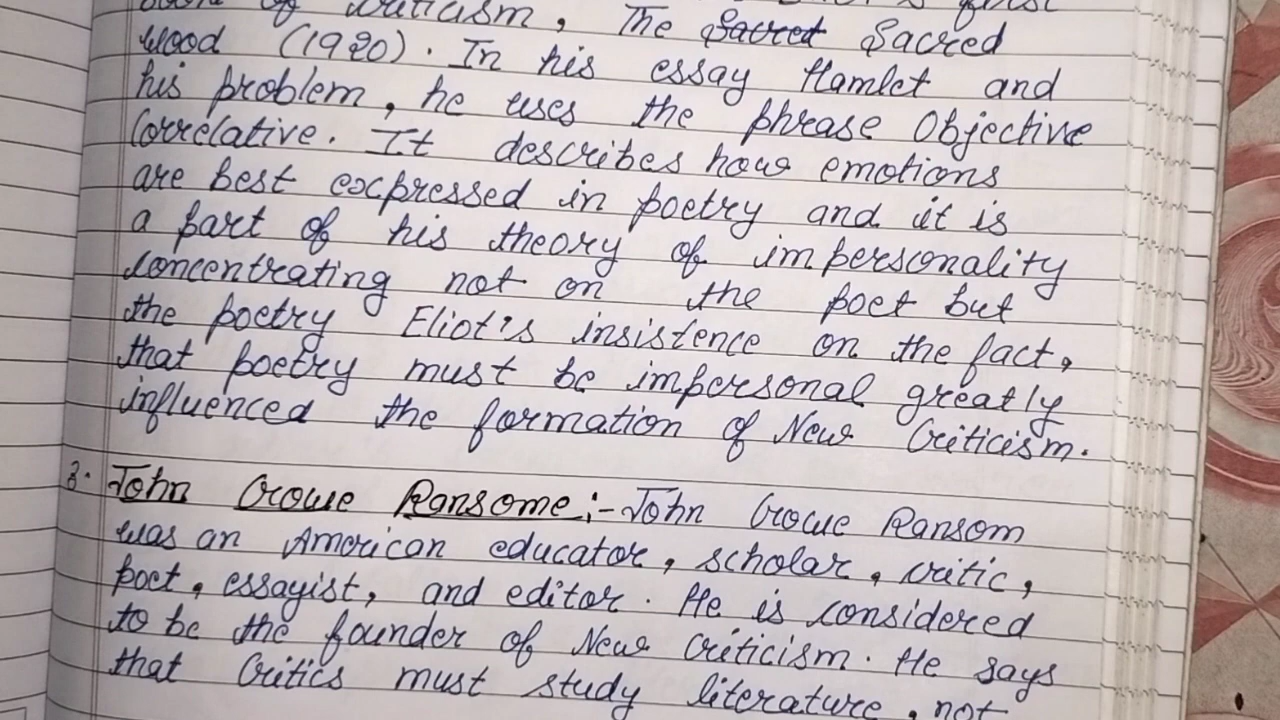 of Criticism, The Sacred Sacred
Wood (1920). In his essay Hamlet and
his problem, he uses the phrase Objective
Correlative. It describes how emotions
are best expressed in poetry and it is
a part of his theory of impersonality
concentrating not on the poet but
the poetry Eliot's insistence on the fact,
that poetry must be impersonal greatly
influenced the formation of New Criticism.
3. John Crowe Ransome:- John Crowe Ransom
was an American educator, scholar, critic,
poet, essayist, and editor. He is considered
to be the founder of New Criticism. He says
that Critics must study literature, not